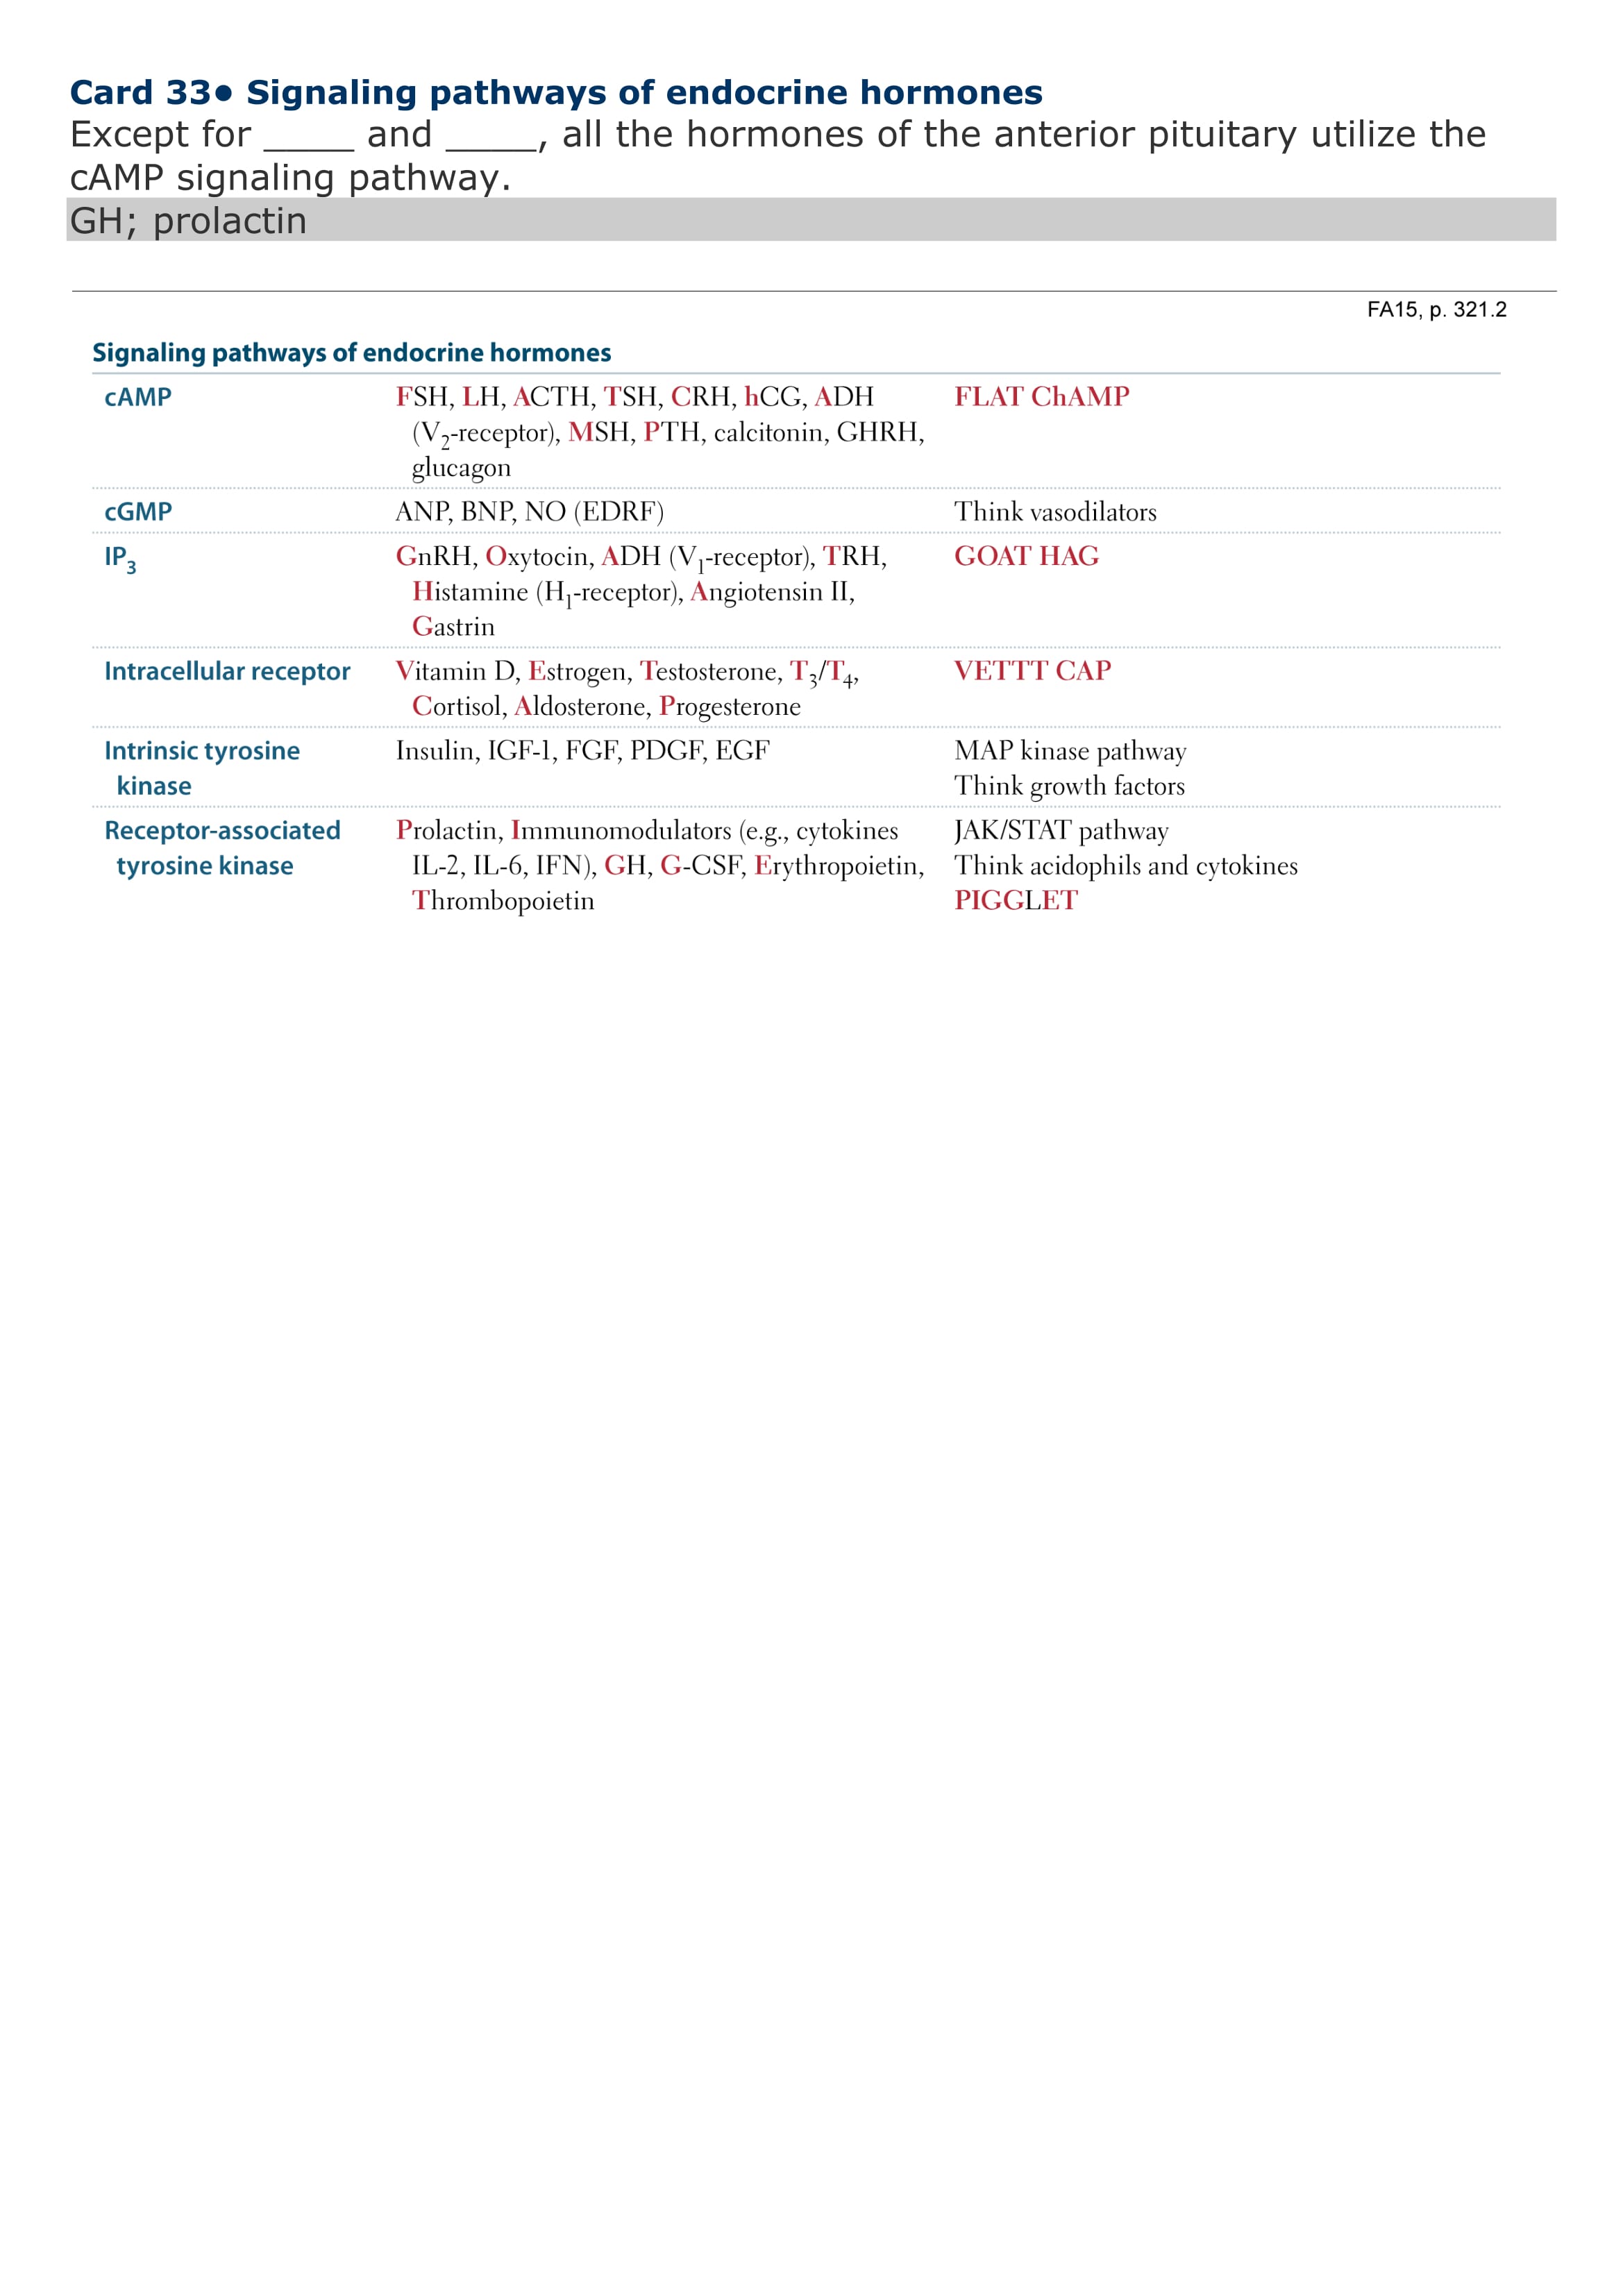 Card 33● Signaling pathways of endocrine hormones
Except for _____ and _____, all the hormones of the anterior pituitary utilize the
cAMP signaling pathway.
GH; prolactin
FA15, p. 321.2
Signaling pathways of endocrine hormones
cAMP FSH, LH, ACTH, TSH, CRH, hCG, ADH FLAT ChAMP
(V2-receptor), MSH, PTH, calcitonin, GHRH,
glucagon
cGMP ANP, BNP, NO (EDRF) Think vasodilators
IP3 GnRH, Oxytocin, ADH (V1-receptor), TRH, GOAT HAG
Histamine (H1-receptor), Angiotensin II,
Gastrin
Intracellular receptor Vitamin D, Estrogen, Testosterone, T3/T4, VETTT CAP
Cortisol, Aldosterone, Progesterone
Intrinsic tyrosine Insulin, IGF-1, FGF, PDGF, EGF MAP kinase pathway
kinase Think growth factors
Receptor-associated Prolactin, Immunomodulators (e.g., cytokines JAK/STAT pathway
tyrosine kinase IL-2, IL-6, IFN), GH, G-CSF, Erythropoietin, Think acidophils and cytokines
Thrombopoietin PIGGLET